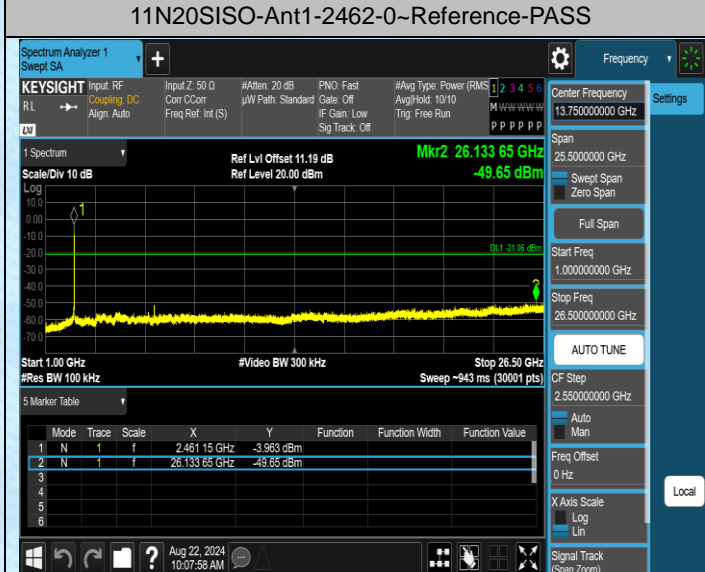 11N20SISO-Ant1-2462-0~Reference-PASS
Spectrum Analyzer 1
Swept SA
+
Frequency
KEYSIGHT
RL
LXI
Input: RF
Coupling: DC
Align: Auto
Input Z: 50 Ω
Corr CCorr
Freq Ref: Int (S)
#Atten: 20 dB
µW Path: Standard
PNO: Fast
Gate: Off
IF Gain: Low
Sig Track: Off
#Avg Type: Power (RMS
Avg|Hold: 10/10
Trig: Free Run
1 2 3 4 5 6
M W W W W W
P P P P P P
Center Frequency
13.750000000 GHz
Settings
Span
25.5000000 GHz
Swept Span
Zero Span
Full Span
Start Freq
1.000000000 GHz
Stop Freq
26.500000000 GHz
AUTO TUNE
CF Step
2.550000000 GHz
Auto
Man
Freq Offset
0 Hz
X Axis Scale
Log
Lin
Local
Signal Track
(Span Zoom)
1 Spectrum
Scale/Div 10 dB
Ref Lvl Offset 11.19 dB
Ref Level 20.00 dBm
Mkr2 26.133 65 GHz
-49.65 dBm
Log
10.0
0.00
-10.0
-20.0
-30.0
-40.0
-50.0
-60.0
-70.0
1
DL1 -21.06 dBm
2
Start 1.00 GHz
#Res BW 100 kHz
#Video BW 300 kHz
Stop 26.50 GHz
Sweep ~943 ms (30001 pts)
5 Marker Table
Mode Trace Scale X Y Function Function Width Function Value
1 N 1 f 2.461 15 GHz -3.963 dBm
2 N 1 f 26.133 65 GHz -49.65 dBm
3
4
5
6
?
Aug 22, 2024
10:07:58 AM